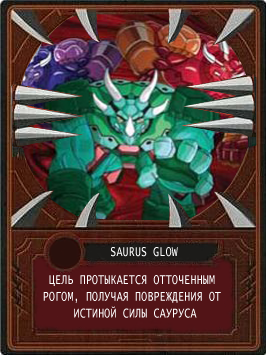 SAURUS GLOW
ЦЕЛЬ ПРОТЫКАЕТСЯ ОТТОЧЕННЫМ
РОГОМ, ПОЛУЧАЯ ПОВРЕЖДЕНИЯ ОТ
ИСТИНОЙ СИЛЫ САУРУСА